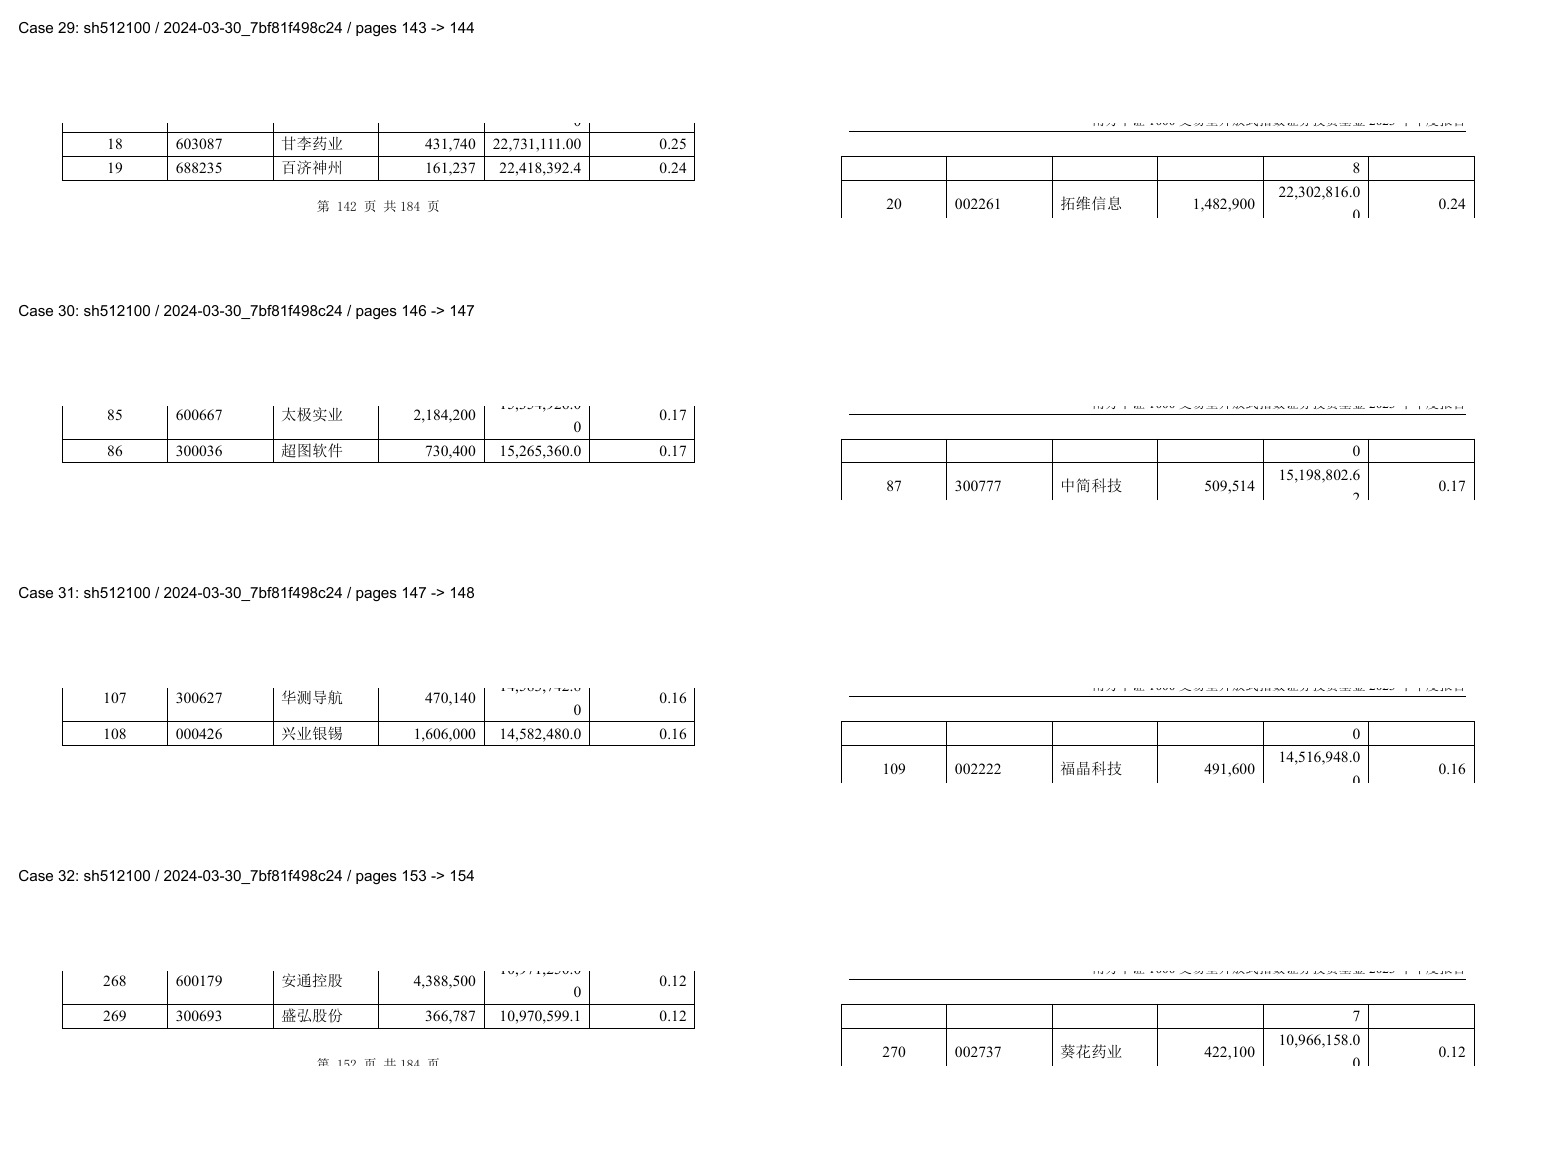 Case 29: sh512100 / 2024-03-30_7bf81f498c24 / pages 143 -> 144
0
18 603087 甘李药业 431,740 22,731,111.00 0.25
19 688235 百济神州 161,237 22,418,392.4 0.24
第 142 页 共 184 页
8
20 002261 拓维信息 1,482,900 22,302,816.0 0.24
0
Case 30: sh512100 / 2024-03-30_7bf81f498c24 / pages 146 -> 147
85 600667 太极实业 2,184,200 0.17
0
86 300036 超图软件 730,400 15,265,360.0 0.17
0
87 300777 中简科技 509,514 15,198,802.6 0.17
2
Case 31: sh512100 / 2024-03-30_7bf81f498c24 / pages 147 -> 148
107 300627 华测导航 470,140 0.16
0
108 000426 兴业银锡 1,606,000 14,582,480.0 0.16
0
109 002222 福晶科技 491,600 14,516,948.0 0.16
0
Case 32: sh512100 / 2024-03-30_7bf81f498c24 / pages 153 -> 154
268 600179 安通控股 4,388,500 0.12
0
269 300693 盛弘股份 366,787 10,970,599.1 0.12
第 152 页 共 184 页
7
270 002737 葵花药业 422,100 10,966,158.0 0.12
0